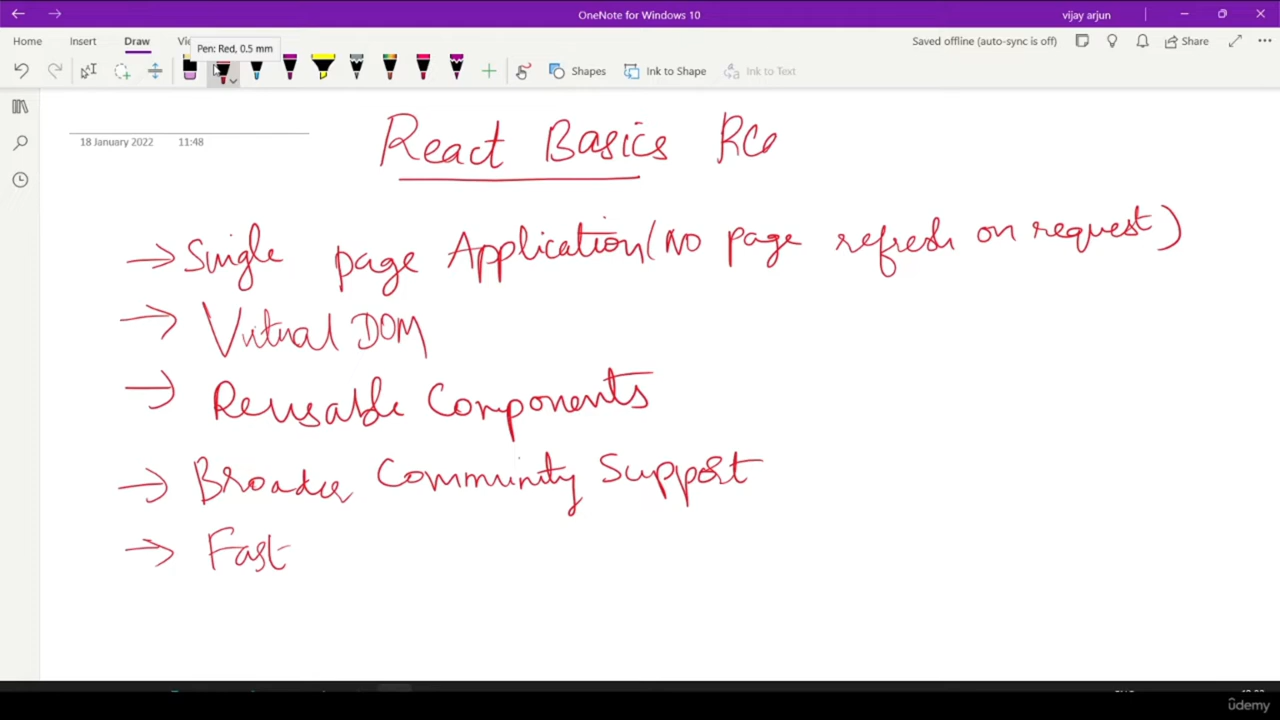 OneNote for Windows 10
vijay arjun
Home Insert Draw Vi
Pen: Red, 0.5 mm
Saved offline (auto-sync is off)
Share
Shapes
Ink to Shape
Ink to Text
18 January 2022 11:48
React Basics
→ Single page Application (No page refresh on request)
→ Virtual DOM
→ Reusable Components
→ Broader Community Support
→ Fast
udemy